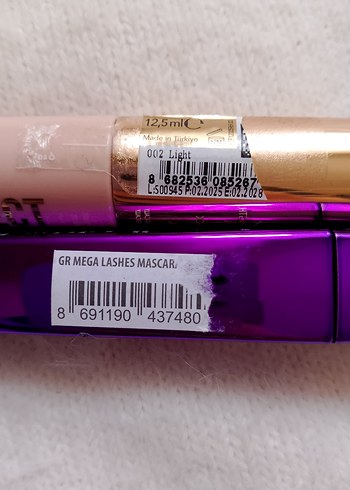 12,5ml
Made in Türkiye
002 Light
8 682536 085267
L:S00945 P:02.2025 E:02.2028
CT
GR MEGA LASHES MASCAR
8 691190 437480